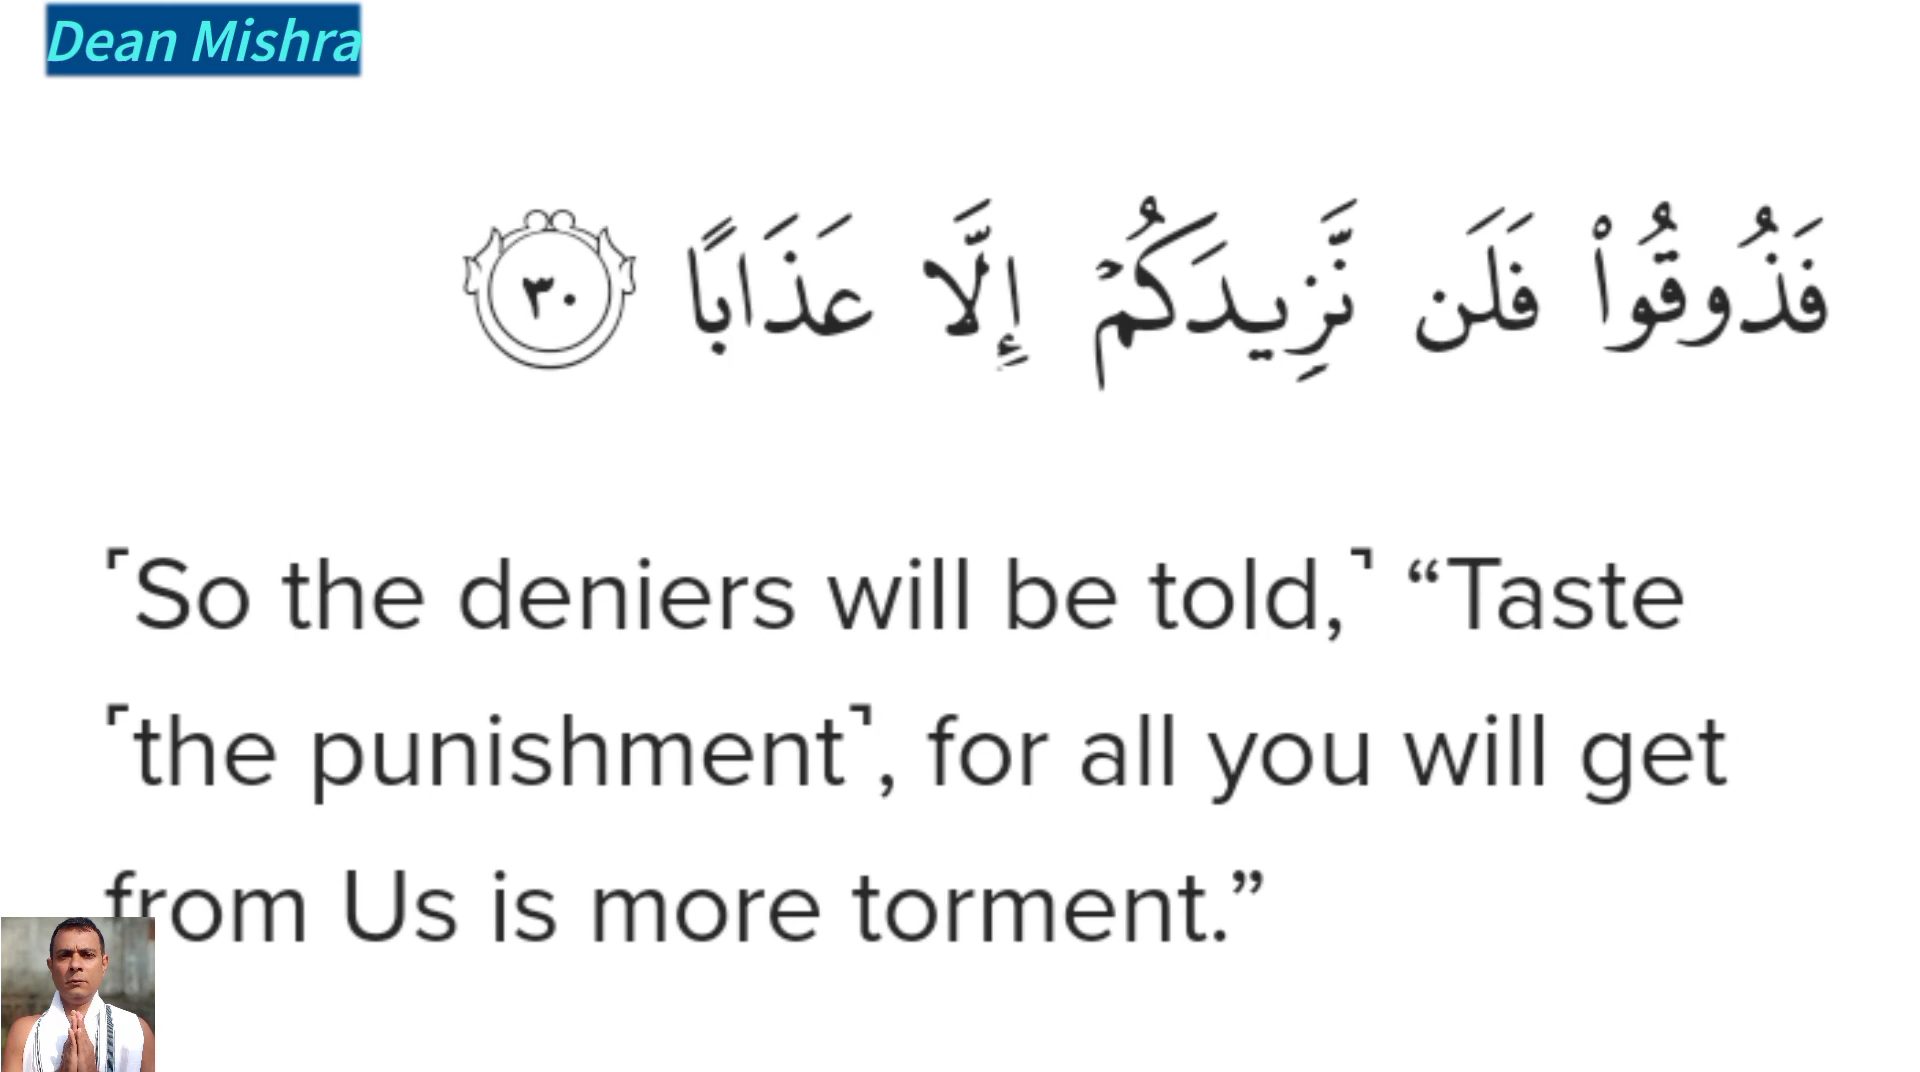 Dean Mishra
فَذُوقُوا۟ فَلَن نَّزِيدَكُمْ إِلَّا عَذَابًا ٣٠
⸢So the deniers will be told,⸣ “Taste
⸢the punishment⸣, for all you will get
from Us is more torment.”